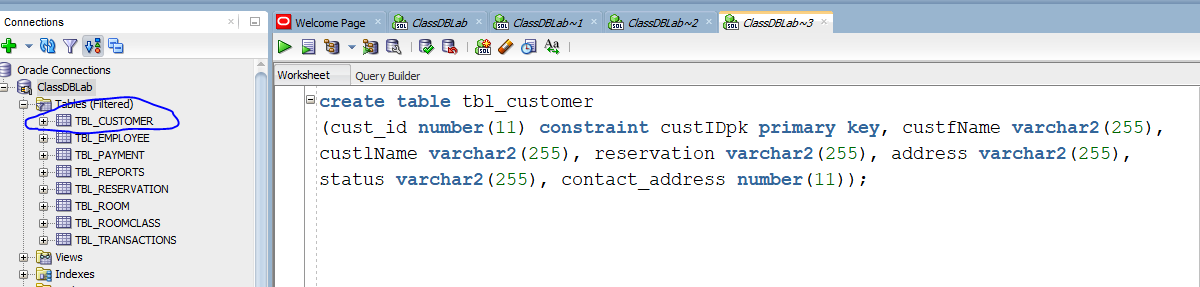 Connections
Oracle Connections
ClassDBLab
Tables (Filtered)
TBL_CUSTOMER
TBL_EMPLOYEE
TBL_PAYMENT
TBL_REPORTS
TBL_RESERVATION
TBL_ROOM
TBL_ROOMCLASS
TBL_TRANSACTIONS
Views
Indexes
Welcome Page ClassDBLab ClassDBLab~1 ClassDBLab~2 ClassDBLab~3
Aa
Worksheet Query Builder
create table tbl_customer
(cust_id number(11) constraint custIDpk primary key, custfName varchar2(255),
custlName varchar2(255), reservation varchar2(255), address varchar2(255),
status varchar2(255), contact_address number(11));